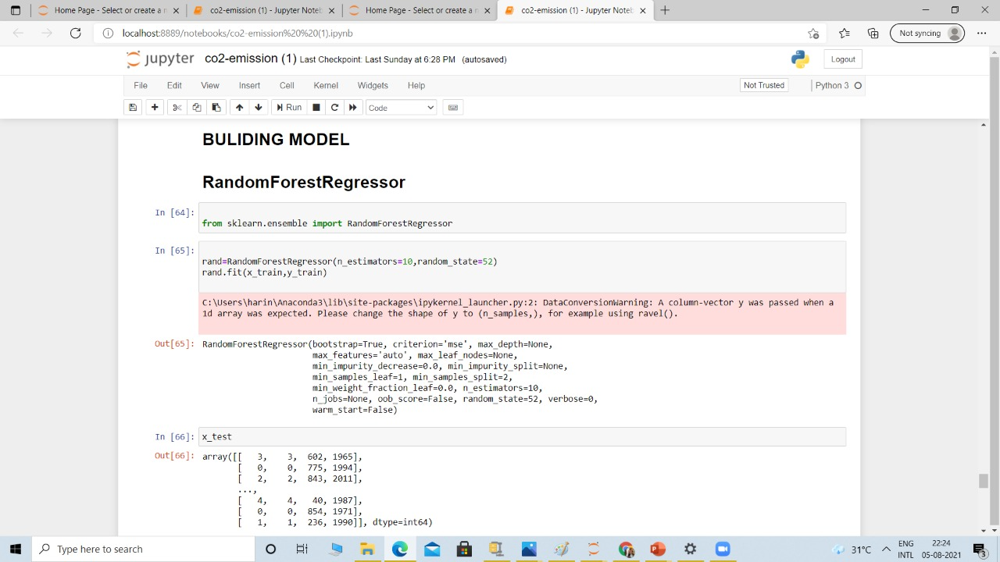 Home Page - Select or create a n
co2-emission (1) - Jupyter Noteb
Home Page - Select or create a n
co2-emission (1) - Jupyter Noteb
localhost:8889/notebooks/co2-emission%20%20(1).ipynb
Not syncing
jupyter co2-emission (1) Last Checkpoint: Last Sunday at 6:28 PM (autosaved)
Logout
File Edit View Insert Cell Kernel Widgets Help
Not Trusted
Python 3
Run
Code
BULIDING MODEL
RandomForestRegressor
In [64]:
from sklearn.ensemble import RandomForestRegressor
In [65]:
rand=RandomForestRegressor(n_estimators=10,random_state=52)
rand.fit(x_train,y_train)
C:\Users\harin\Anaconda3\lib\site-packages\ipykernel_launcher.py:2: DataConversionWarning: A column-vector y was passed when a
1d array was expected. Please change the shape of y to (n_samples,), for example using ravel().
Out[65]: RandomForestRegressor(bootstrap=True, criterion='mse', max_depth=None,
max_features='auto', max_leaf_nodes=None,
min_impurity_decrease=0.0, min_impurity_split=None,
min_samples_leaf=1, min_samples_split=2,
min_weight_fraction_leaf=0.0, n_estimators=10,
n_jobs=None, oob_score=False, random_state=52, verbose=0,
warm_start=False)
In [66]: x_test
Out[66]: array([[ 3, 3, 602, 1965],
[ 0, 0, 775, 1994],
[ 2, 2, 843, 2011],
...,
[ 4, 4, 40, 1987],
[ 0, 0, 854, 1971],
[ 1, 1, 236, 1990]], dtype=int64)
Type here to search
31°C
ENG
INTL
22:24
05-08-2021
3